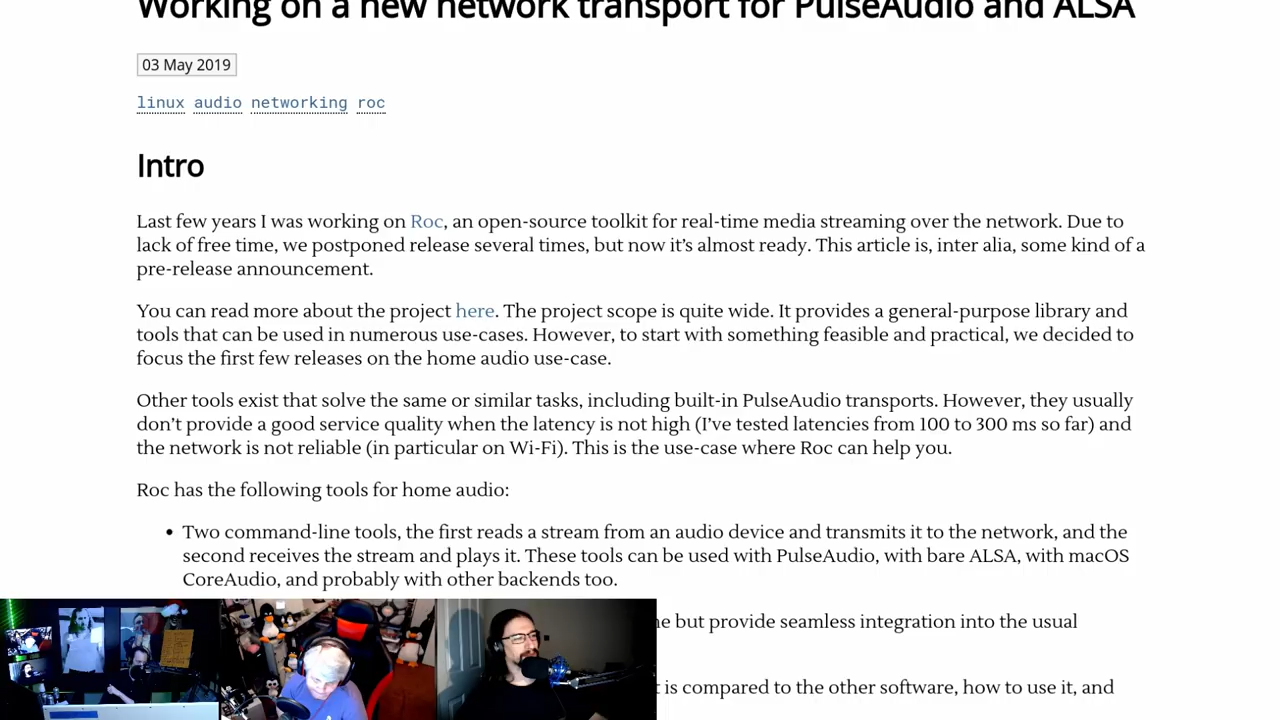 Working on a new network transport for PulseAudio and ALSA
03 May 2019
linux audio networking roc
Intro
Last few years I was working on Roc, an open-source toolkit for real-time media streaming over the network. Due to
lack of free time, we postponed release several times, but now it’s almost ready. This article is, inter alia, some kind of a
pre-release announcement.
You can read more about the project here. The project scope is quite wide. It provides a general-purpose library and
tools that can be used in numerous use-cases. However, to start with something feasible and practical, we decided to
focus the first few releases on the home audio use-case.
Other tools exist that solve the same or similar tasks, including built-in PulseAudio transports. However, they usually
don’t provide a good service quality when the latency is not high (I’ve tested latencies from 100 to 300 ms so far) and
the network is not reliable (in particular on Wi-Fi). This is the use-case where Roc can help you.
Roc has the following tools for home audio:
• Two command-line tools, the first reads a stream from an audio device and transmits it to the network, and the
second receives the stream and plays it. These tools can be used with PulseAudio, with bare ALSA, with macOS
CoreAudio, and probably with other backends too.
but provide seamless integration into the usual
is compared to the other software, how to use it, and